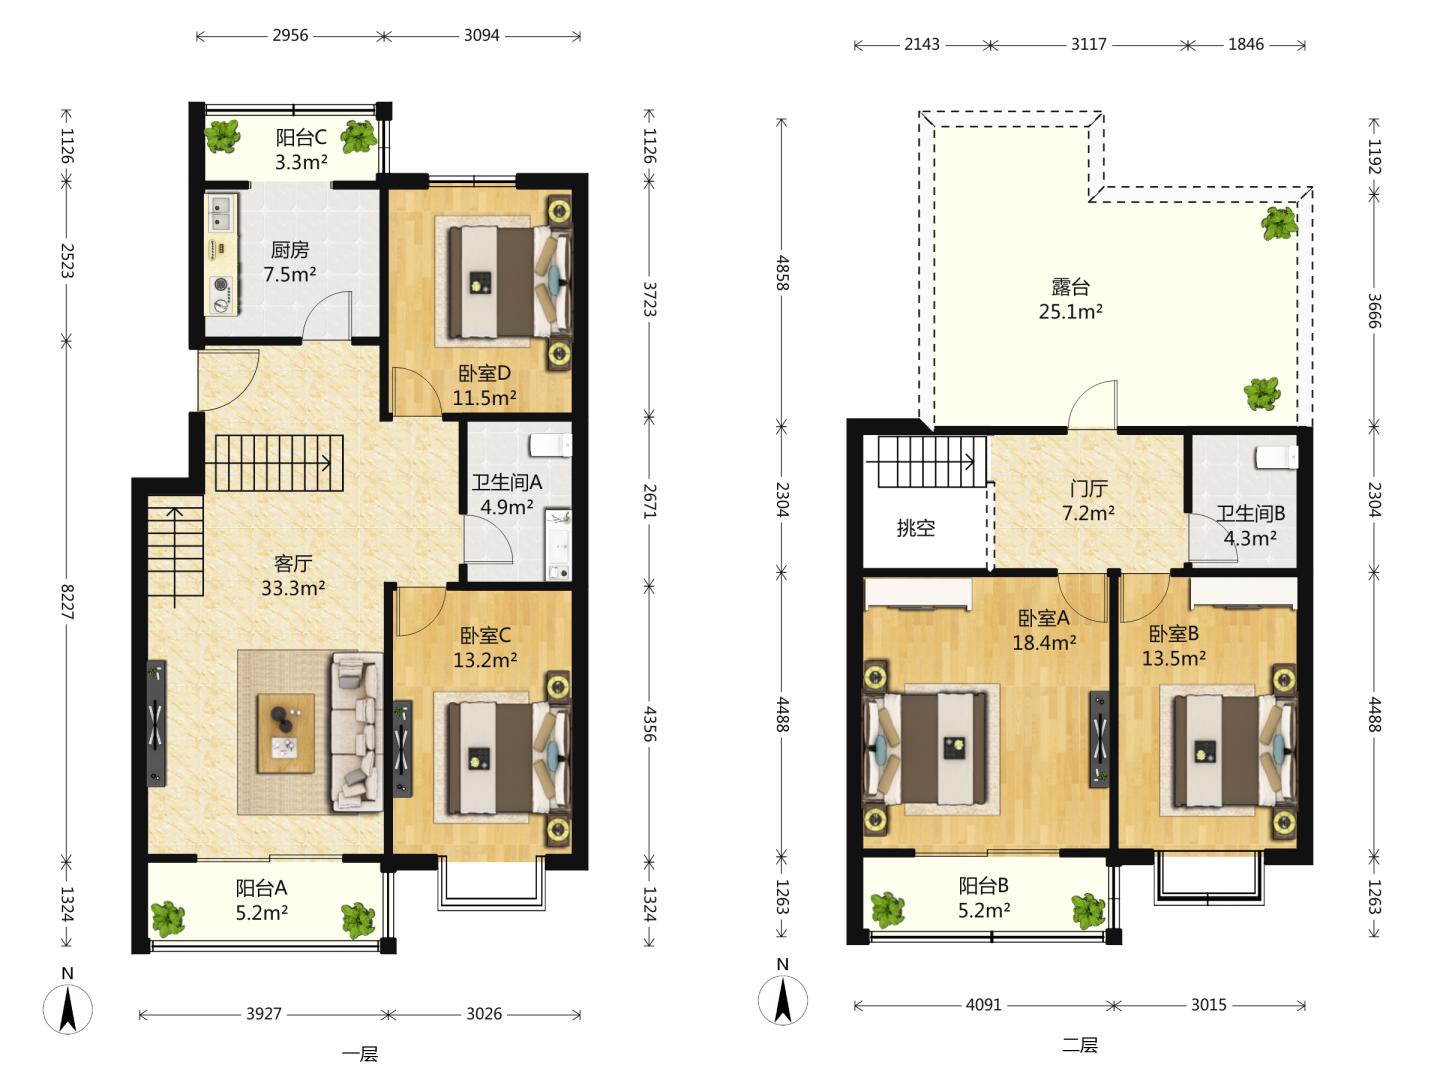 2956
3094
1126
2523
8227
1324
阳台C
3.3m²
厨房
7.5m²
卧室D
11.5m²
卫生间A
4.9m²
客厅
33.3m²
卧室C
13.2m²
阳台A
5.2m²
1126
3723
2671
4356
1324
N
3927
3026
一层
2143
3117
1846
4858
2304
4488
1263
露台
25.1m²
门厅
7.2m²
挑空
卫生间B
4.3m²
卧室A
18.4m²
卧室B
13.5m²
阳台B
5.2m²
1192
3666
2304
4488
1263
N
4091
3015
二层